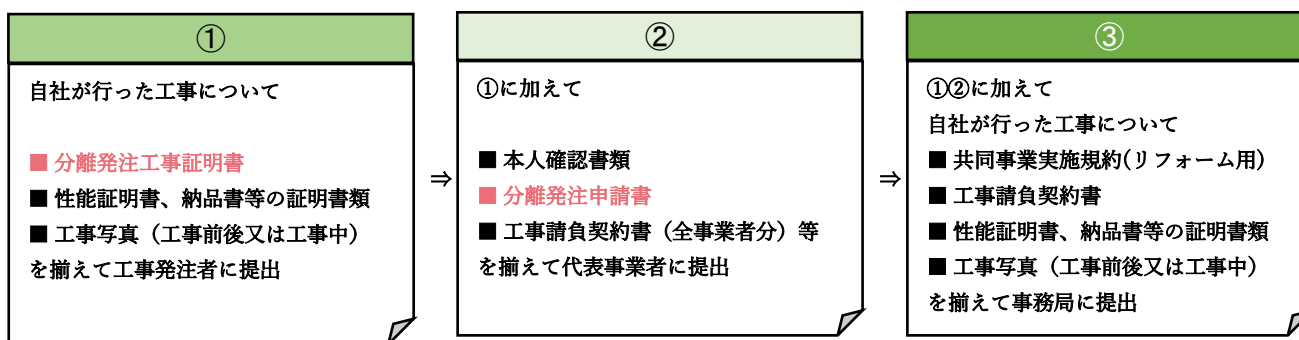 ①
自社が行った工事について
■ 分離発注工事証明書
■ 性能証明書、納品書等の証明書類
■ 工事写真（工事前後又は工事中）
を揃えて工事発注者に提出
⇒
②
①に加えて
■ 本人確認書類
■ 分離発注申請書
■ 工事請負契約書（全事業者分）等
を揃えて代表事業者に提出
⇒
③
①②に加えて
自社が行った工事について
■ 共同事業実施規約(リフォーム用)
■ 工事請負契約書
■ 性能証明書、納品書等の証明書類
■ 工事写真（工事前後又は工事中）
を揃えて事務局に提出